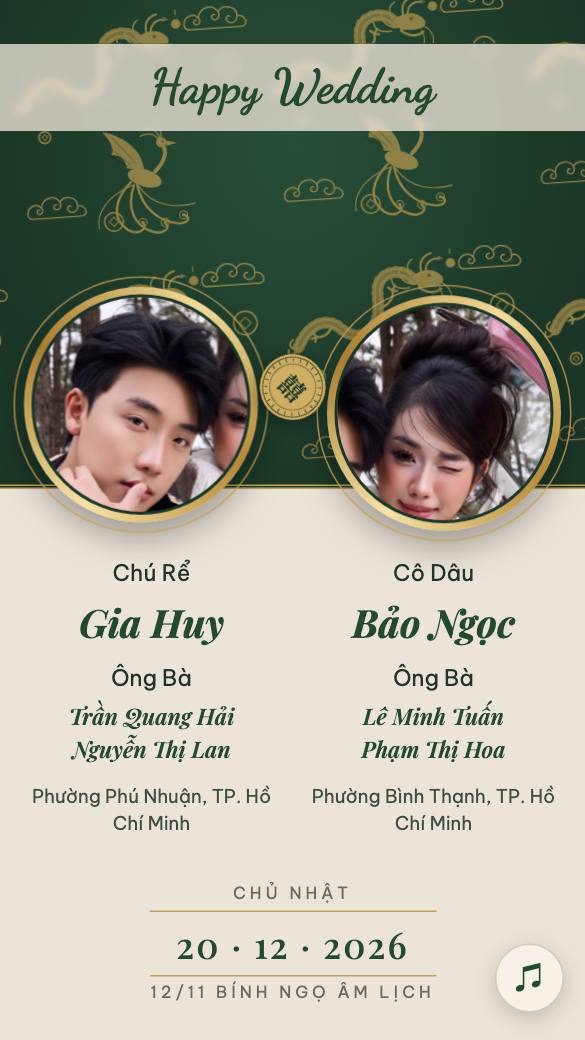 Happy Wedding
囍
Chú Rể
Gia Huy
Ông Bà
Trần Quang Hải
Nguyễn Thị Lan
Phường Phú Nhuận, TP. Hồ
Chí Minh
Cô Dâu
Bảo Ngọc
Ông Bà
Lê Minh Tuấn
Phạm Thị Hoa
Phường Bình Thạnh, TP. Hồ
Chí Minh
CHỦ NHẬT
20 · 12 · 2026
12/11 BÍNH NGỌ ÂM LỊCH